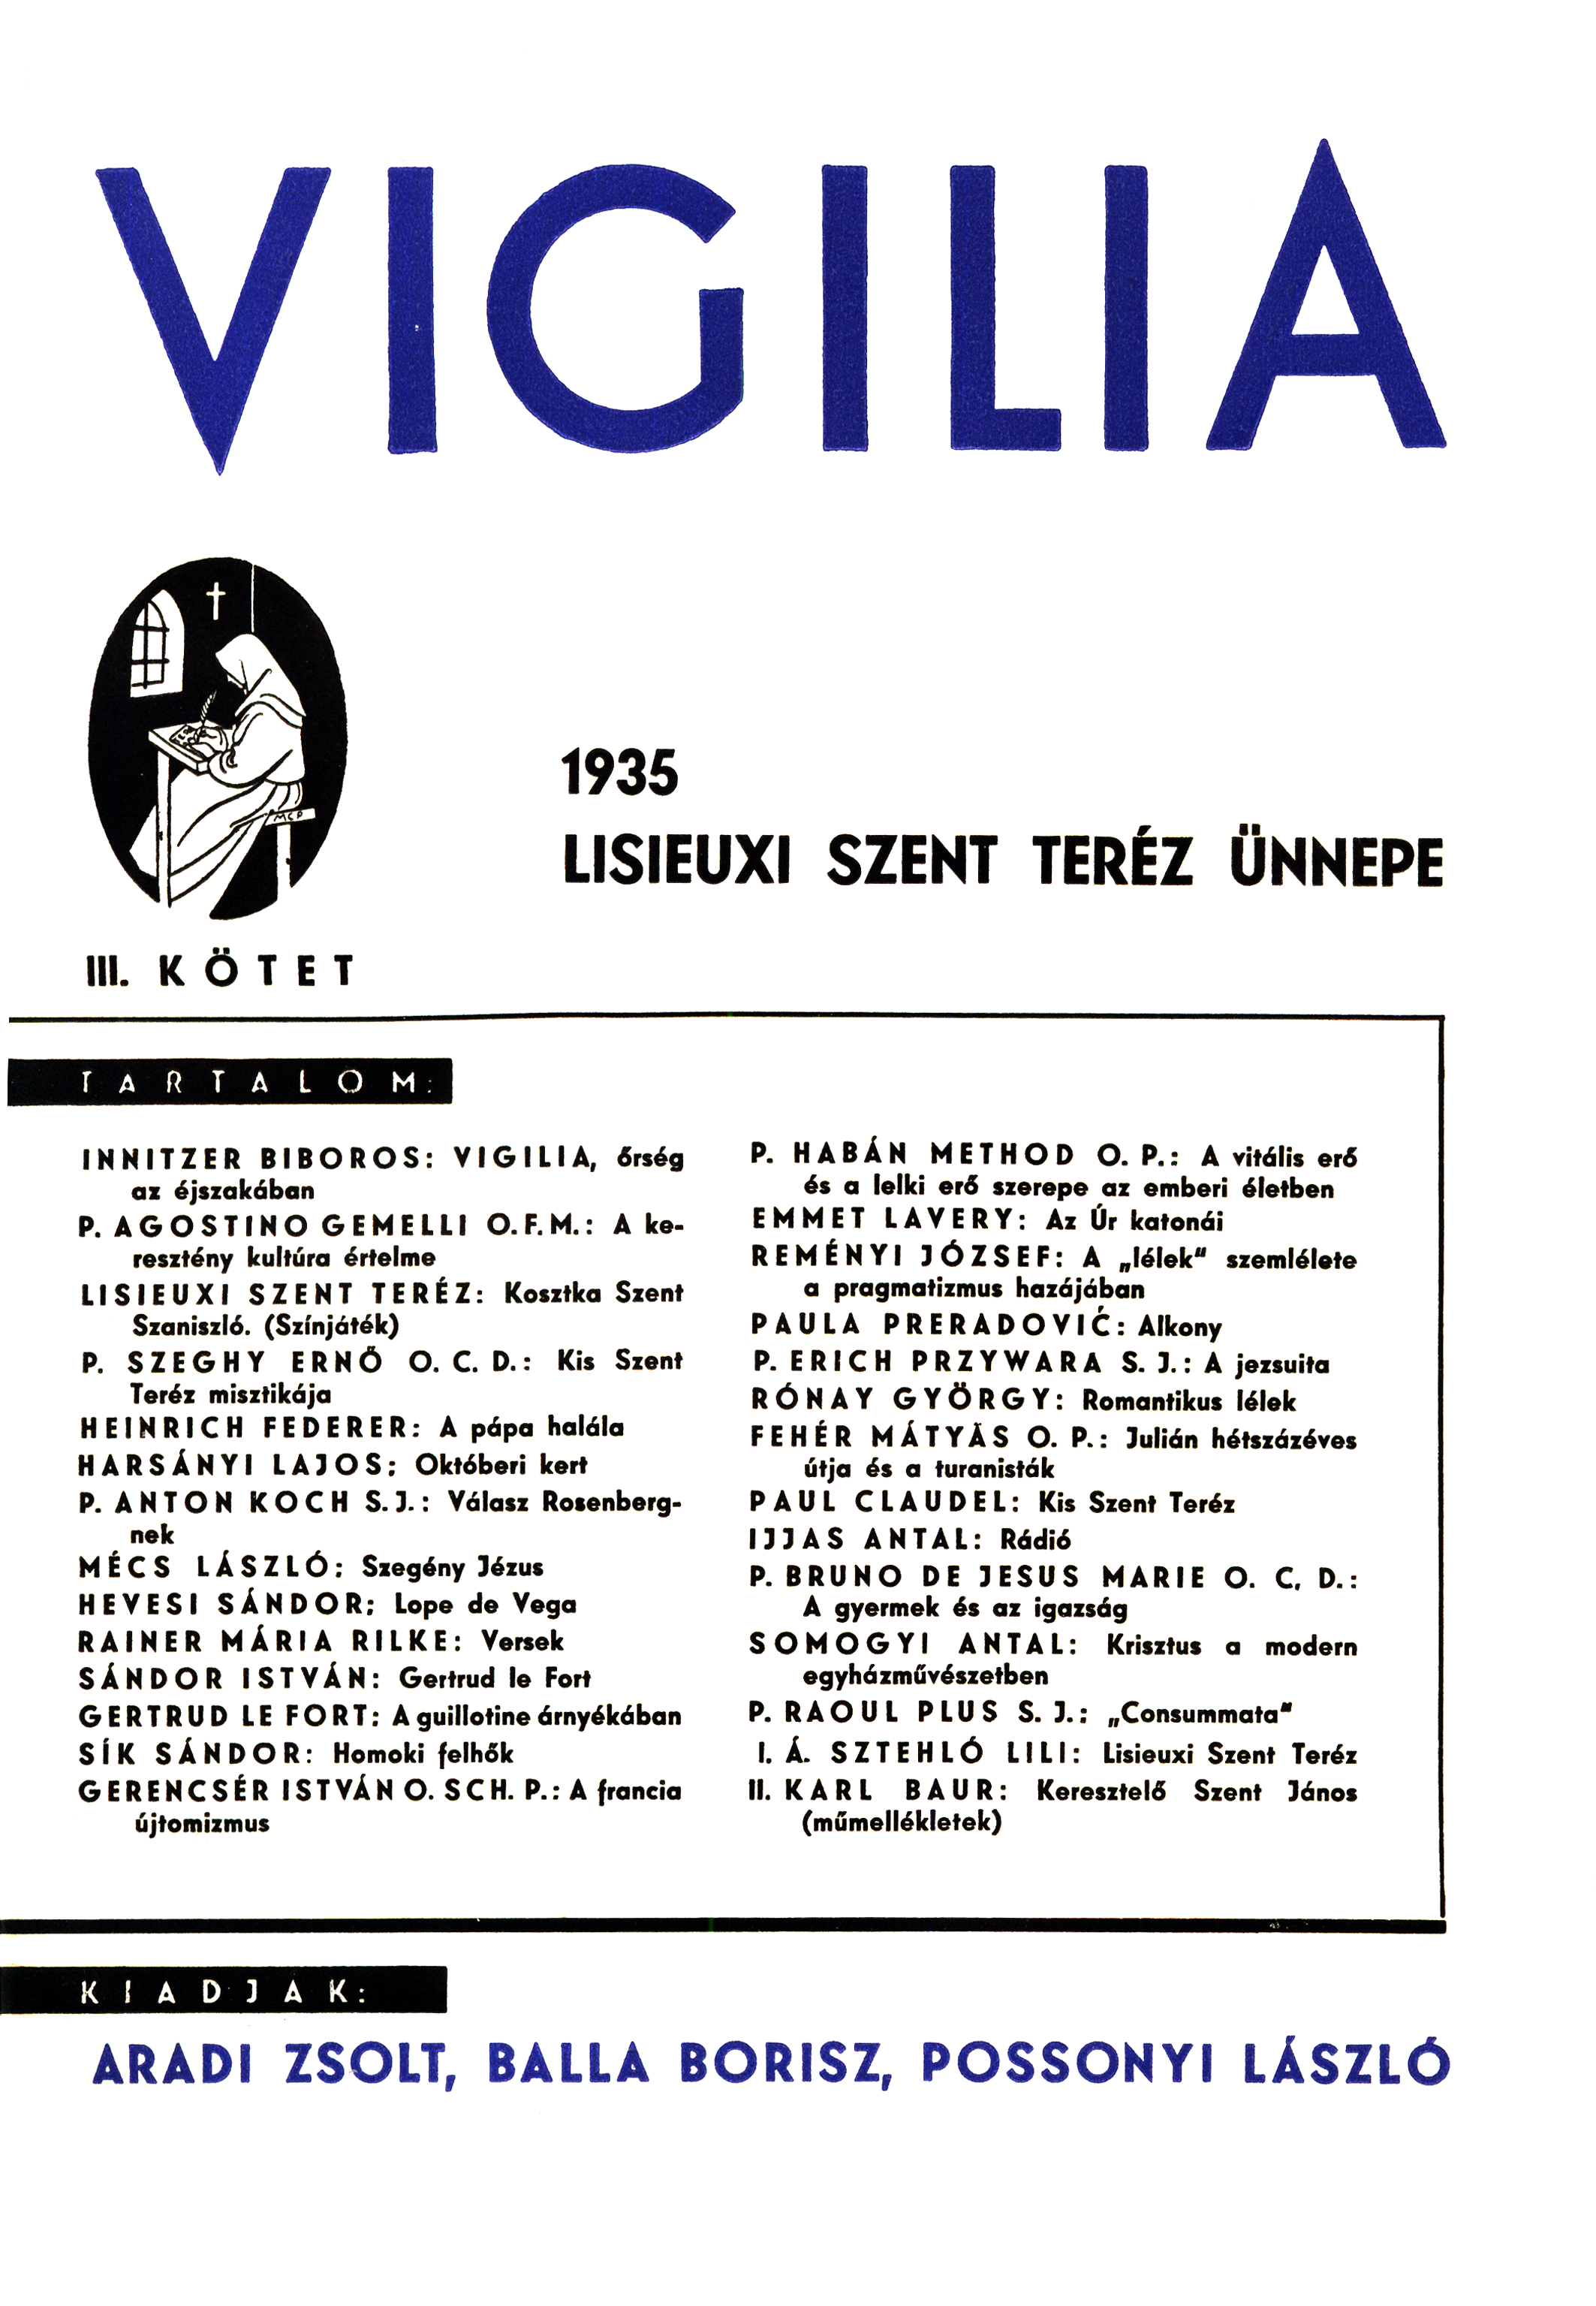 VIGILIA
MCP
1935
LISIEUXI SZENT TERÉZ ÜNNEPE
III. KÖTET
TARTALOM:
INNITZER BIBOROS: VIGILIA, őrség
az éjszakában
P. AGOSTINO GEMELLI O.F.M.: A ke-
resztény kultúra értelme
LISIEUXI SZENT TERÉZ: Kosztka Szent
Szaniszló. (Színjáték)
P. SZEGHY ERNŐ O. C. D.: Kis Szent
Teréz misztikája
HEINRICH FEDERER: A pápa halála
HARSÁNYI LAJOS: Októberi kert
P. ANTON KOCH S. J.: Válasz Rosenberg-
nek
MÉCS LÁSZLÓ: Szegény Jézus
HEVESI SÁNDOR: Lope de Vega
RAINER MÁRIA RILKE: Versek
SÁNDOR ISTVÁN: Gertrud le Fort
GERTRUD LE FORT: A guillotine árnyékában
SÍK SÁNDOR: Homoki felhők
GERENCSÉR ISTVÁN O. SCH. P.: A francia
újtomizmus
P. HABÁN METHOD O. P.: A vitális erő
és a lelki erő szerepe az emberi életben
EMMET LAVERY: Az Úr katonái
REMÉNYI JÓZSEF: A „lélek" szemlélete
a pragmatizmus hazájában
PAULA PRERADOVIĆ: Alkony
P. ERICH PRZYWARA S. J.: A jezsuita
RÓNAY GYÖRGY: Romantikus lélek
FEHÉR MÁTYÁS O. P.: Julián hétszázéves
útja és a turanisták
PAUL CLAUDEL: Kis Szent Teréz
IJJAS ANTAL: Rádió
P. BRUNO DE JESUS MARIE O. C. D.:
A gyermek és az igazság
SOMOGYI ANTAL: Krisztus a modern
egyházművészetben
P. RAOUL PLUS S. J.: „Consummata"
I. Á. SZTEHLÓ LILI: Lisieuxi Szent Teréz
II. KARL BAUR: Keresztelő Szent János
(műmellékletek)
KIADJAK:
ARADI ZSOLT, BALLA BORISZ, POSSONYI LÁSZLÓ